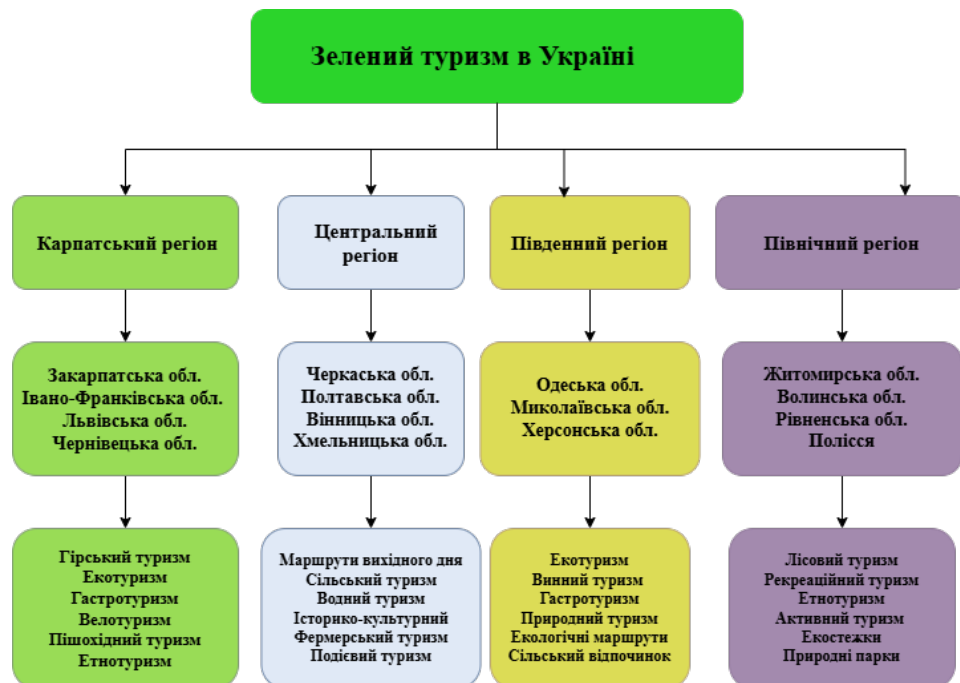 Зелений туризм в Україні
Карпатський регіон
Центральний
регіон
Південний регіон
Північний регіон
Закарпатська обл.
Івано-Франківська обл.
Львівська обл.
Чернівецька обл.
Черкаська обл.
Полтавська обл.
Вінницька обл.
Хмельницька обл.
Одеська обл.
Миколаївська обл.
Херсонська обл.
Житомирська обл.
Волинська обл.
Рівненська обл.
Полісся
Гірський туризм
Екотуризм
Гастротуризм
Велотуризм
Пішохідний туризм
Етнотуризм
Маршрути вихідного дня
Сільський туризм
Водний туризм
Історико-культурний
Фермерський туризм
Подієвий туризм
Екотуризм
Винний туризм
Гастротуризм
Природний туризм
Екологічні маршрути
Сільський відпочинок
Лісовий туризм
Рекреаційний туризм
Етнотуризм
Активний туризм
Екостежки
Природні парки